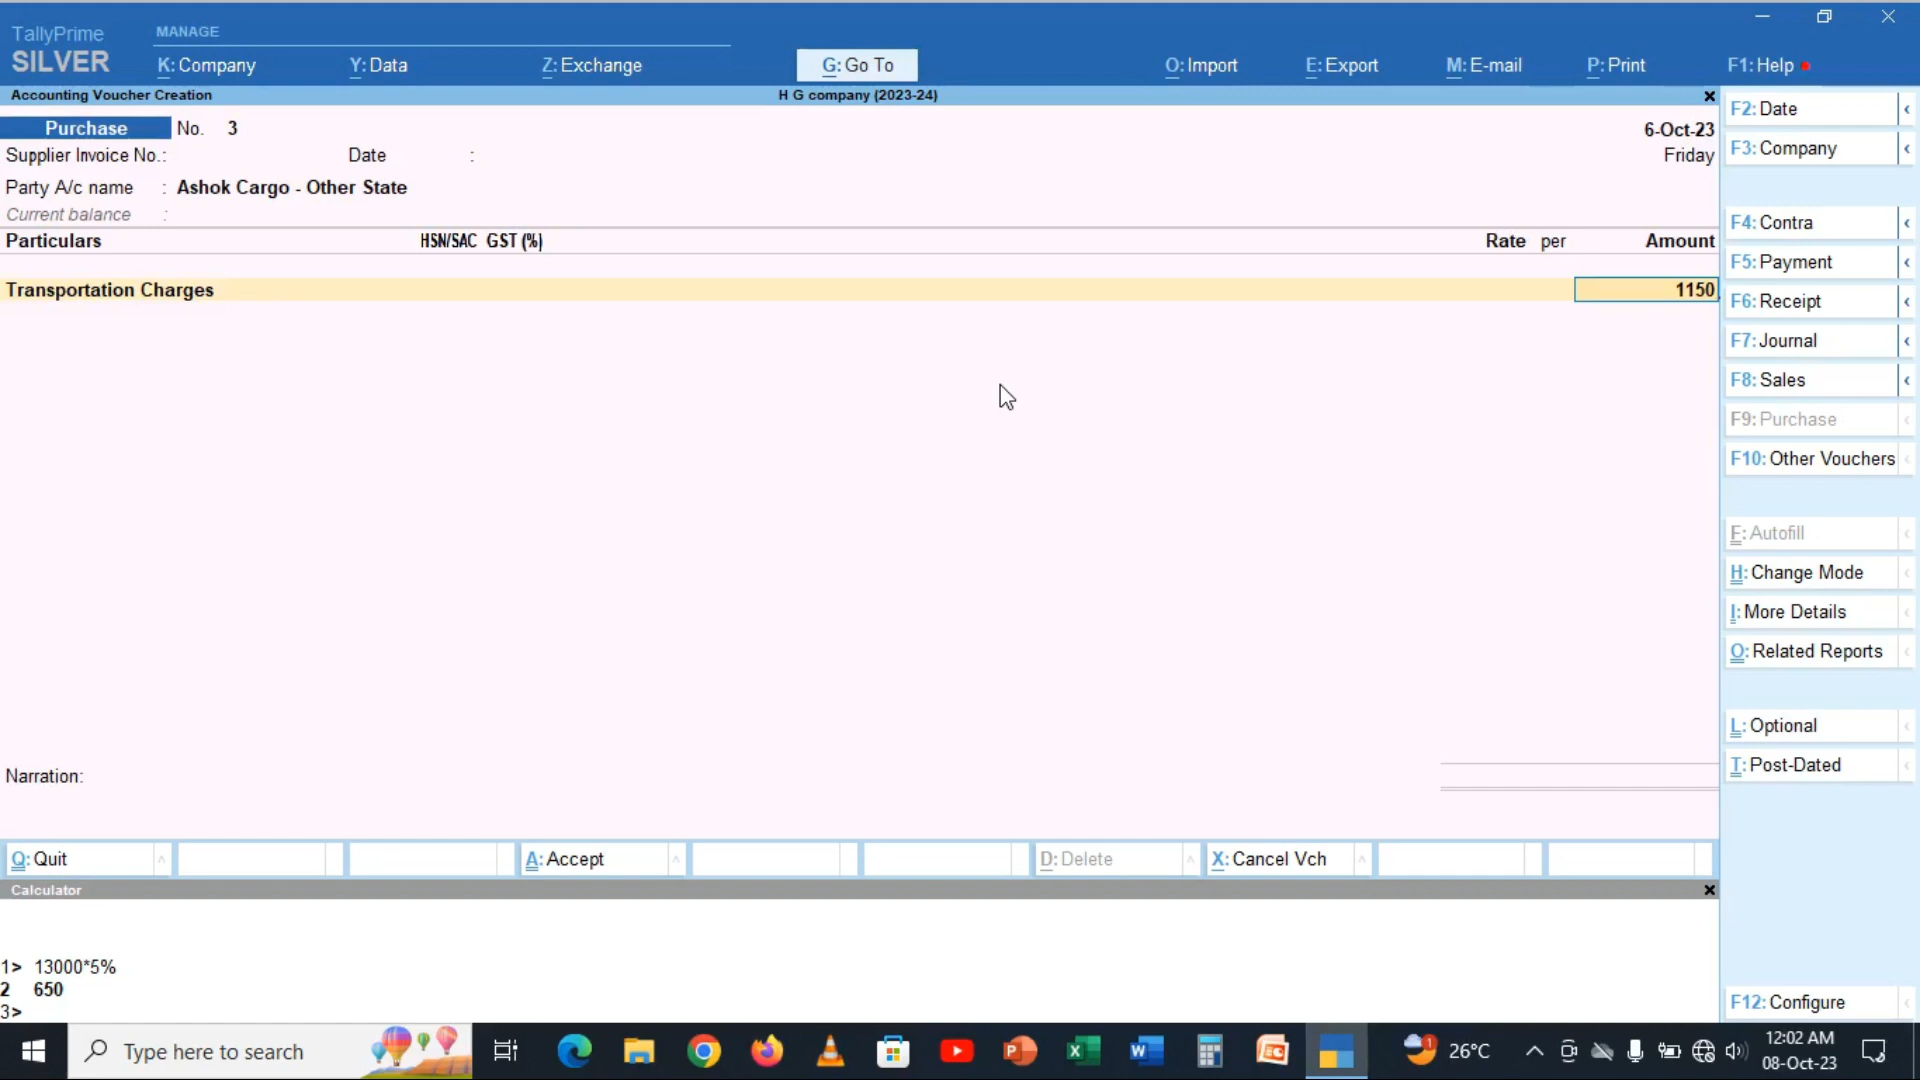 TallyPrime
SILVER
MANAGE
K: Company
Y: Data
Z: Exchange
G: Go To
O: Import
E: Export
M: E-mail
P: Print
F1: Help
Accounting Voucher Creation
H G company (2023-24)
Purchase No. 3
6-Oct-23
Supplier Invoice No.: Date :
Friday
Party A/c name : Ashok Cargo - Other State
Current balance :
Particulars HSN/SAC GST (%) Rate per Amount
Transportation Charges 1150
Narration:
Q: Quit
A: Accept
D: Delete
X: Cancel Vch
Calculator
1> 13000*5%
2 650
3>
F2: Date
F3: Company
F4: Contra
F5: Payment
F6: Receipt
F7: Journal
F8: Sales
F9: Purchase
F10: Other Vouchers
F: Autofill
H: Change Mode
I: More Details
O: Related Reports
L: Optional
T: Post-Dated
F12: Configure
Type here to search
26°C
12:02 AM
08-Oct-23